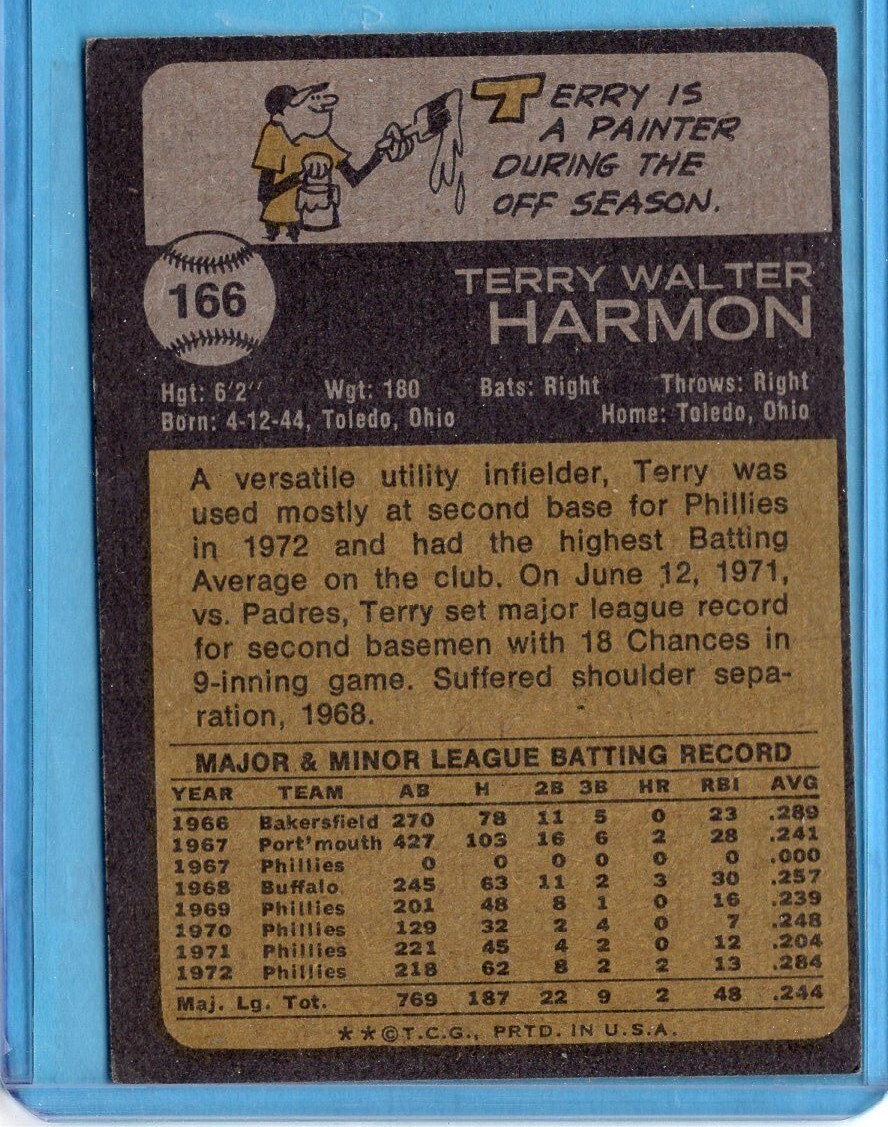 TERRY IS
A PAINTER
DURING THE
OFF SEASON.
166
TERRY WALTER
HARMON
Hgt: 6'2" Wgt: 180 Bats: Right Throws: Right
Born: 4-12-44, Toledo, Ohio Home: Toledo, Ohio
A versatile utility infielder, Terry was
used mostly at second base for Phillies
in 1972 and had the highest Batting
Average on the club. On June 12, 1971,
vs. Padres, Terry set major league record
for second basemen with 18 Chances in
9-inning game. Suffered shoulder sepa-
ration, 1968.
MAJOR & MINOR LEAGUE BATTING RECORD
YEAR TEAM AB H 2B 3B HR RBI AVG
1966 Bakersfield 270 78 11 5 0 23 .289
1967 Port'mouth 427 103 16 6 2 28 .241
1967 Phillies 0 0 0 0 0 0 .000
1968 Buffalo 245 63 11 2 3 30 .257
1969 Phillies 201 48 8 1 0 16 .239
1970 Phillies 129 32 2 4 0 7 .248
1971 Phillies 221 45 4 2 0 12 .204
1972 Phillies 218 62 8 2 2 13 .284
Maj. Lg. Tot. 769 187 22 9 2 48 .244
**©T.C.G., PRTD. IN U.S.A.